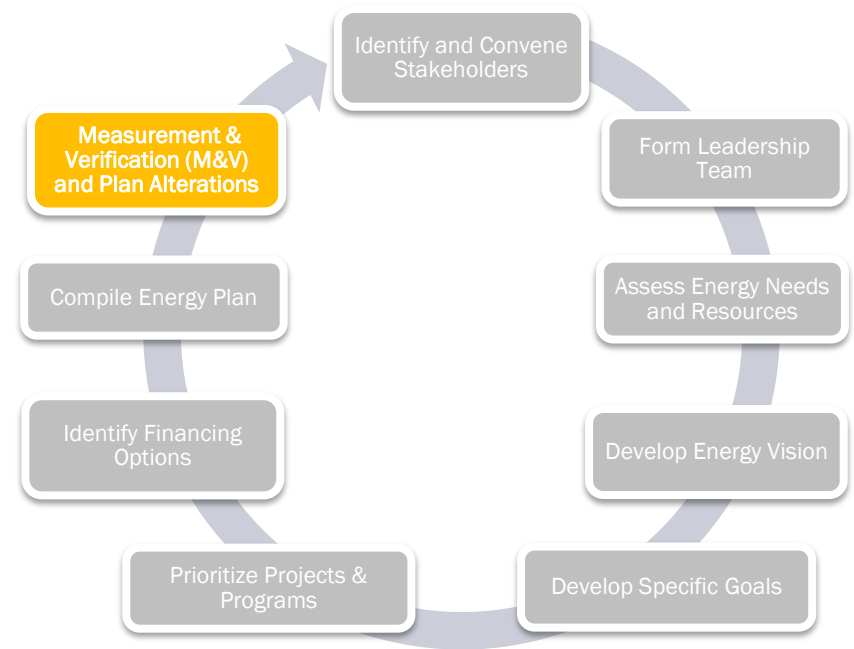 Identify and Convene
Stakeholders
Form Leadership
Team
Assess Energy Needs
and Resources
Develop Energy Vision
Develop Specific Goals
Prioritize Projects &
Programs
Identify Financing
Options
Compile Energy Plan
Measurement &
Verification (M&V)
and Plan Alterations